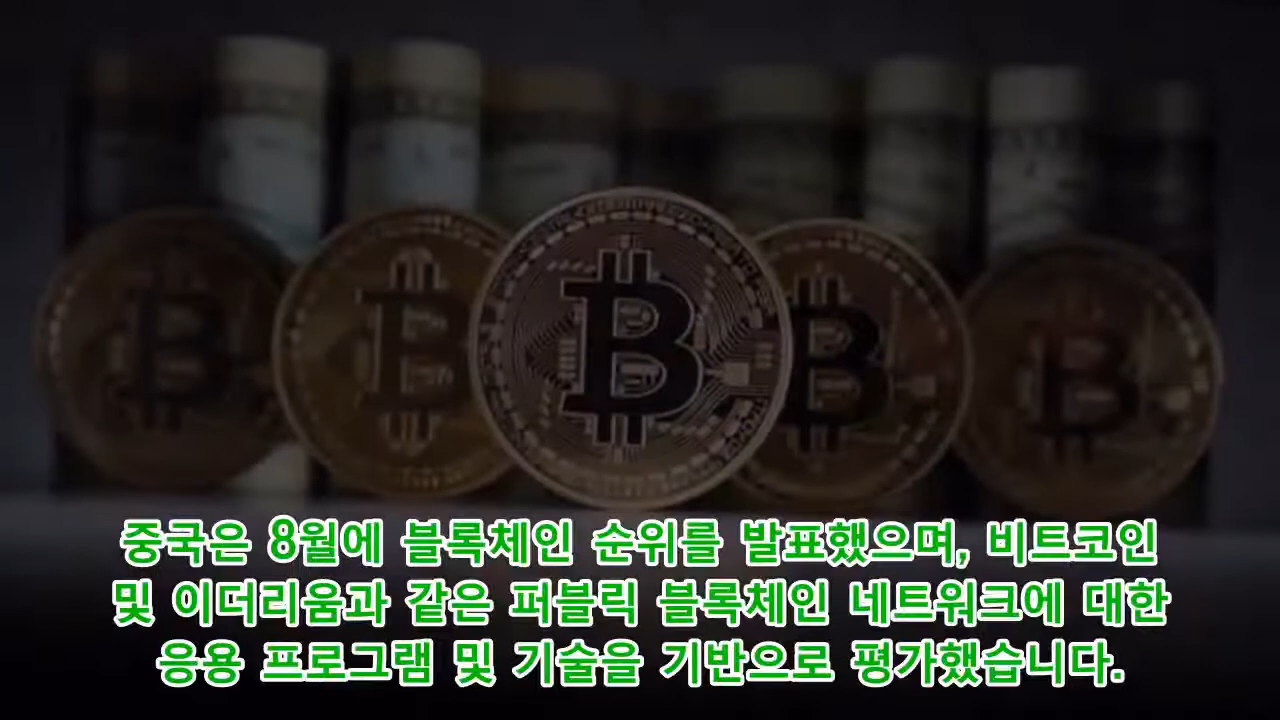 중국은 8월에 블록체인 순위를 발표했으며, 비트코인
및 이더리움과 같은 퍼블릭 블록체인 네트워크에 대한
응용 프로그램 및 기술을 기반으로 평가했습니다.